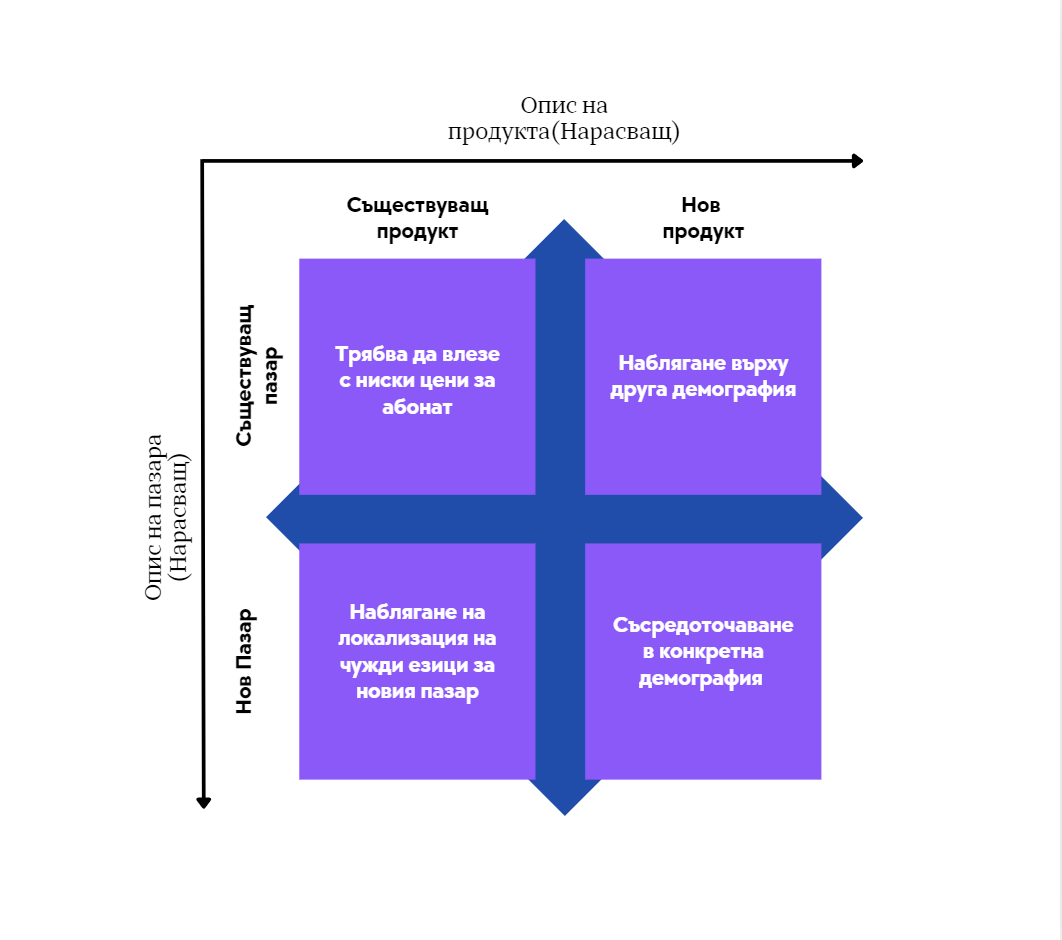 Опис на
продукта(Нарасващ)
Съществуващ
продукт
Нов
продукт
Съществуващ
пазар
Трябва да влезе
с ниски цени за
абонат
Наблягане върху
друга демография
Опис на пазара
(Нарасващ)
Нов Пазар
Наблягане на
локализация на
чужди езици за
новия пазар
Съсредоточаване
в конкретна
демография